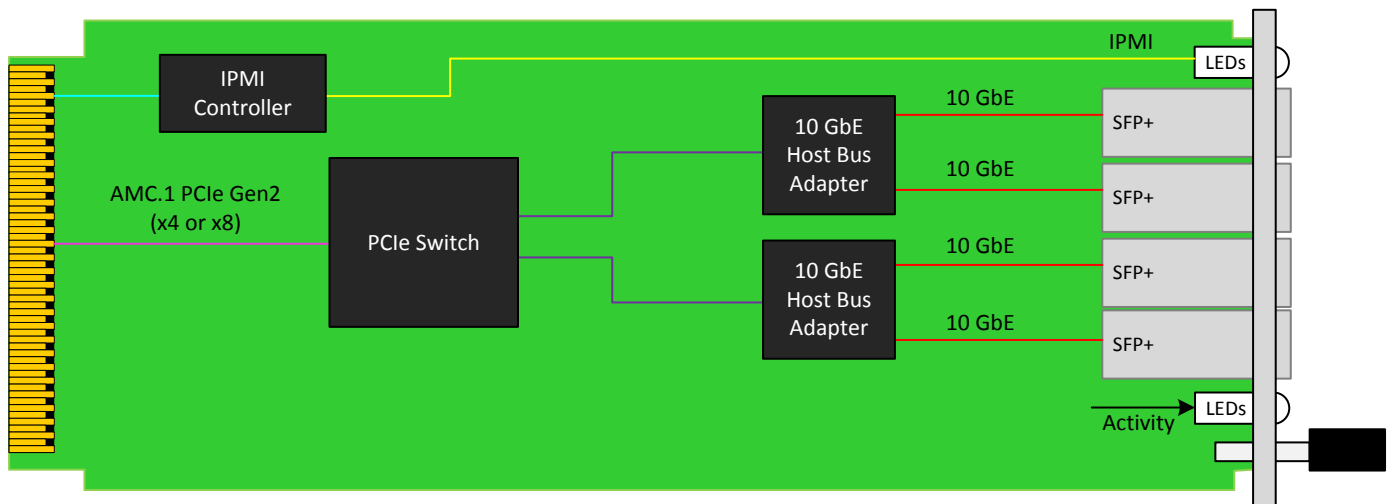 IPMI
LEDs
IPMI
Controller
10 GbE
SFP+
10 GbE
Host Bus
Adapter
10 GbE
SFP+
AMC.1 PCIe Gen2
(x4 or x8)
PCIe Switch
10 GbE
SFP+
10 GbE
Host Bus
Adapter
10 GbE
SFP+
LEDs
Activity